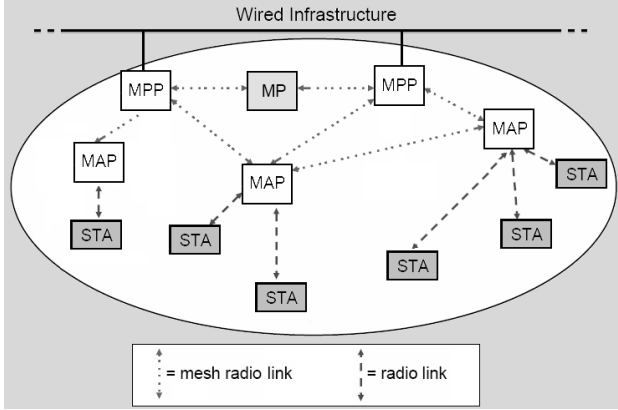 Wired Infrastructure
MPP
MP
MPP
MAP
MAP
MAP
STA
STA
STA
STA
STA
STA
= mesh radio link
= radio link